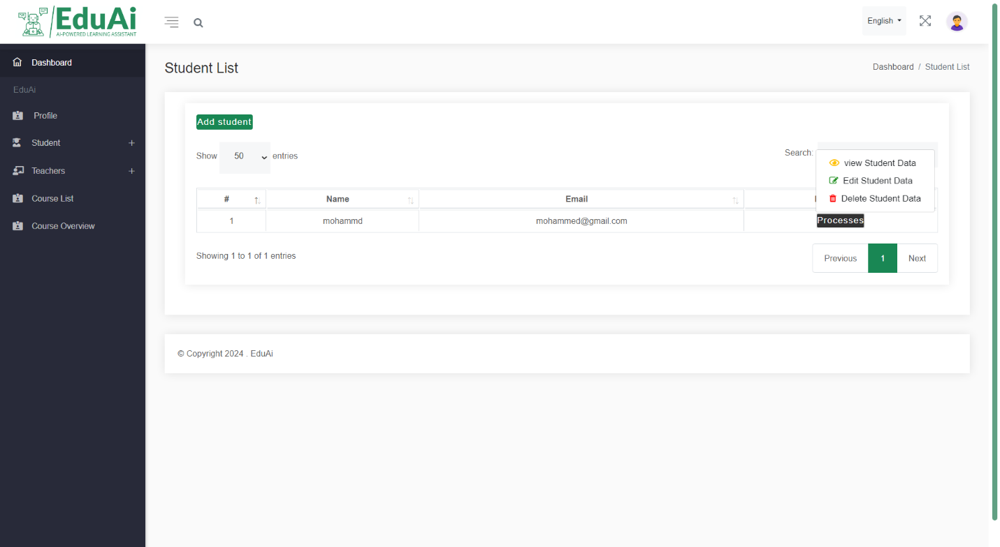 EduAi
AI-POWERED LEARNING ASSISTANT
English
Dashboard
EduAi
Profile
Student +
Teachers +
Course List
Course Overview
Student List
Dashboard / Student List
Add student
Show 50 entries
Search:
view Student Data
Edit Student Data
Delete Student Data
# Name Email
1 mohammd mohammed@gmail.com Processes
Showing 1 to 1 of 1 entries
Previous 1 Next
© Copyright 2024 . EduAi